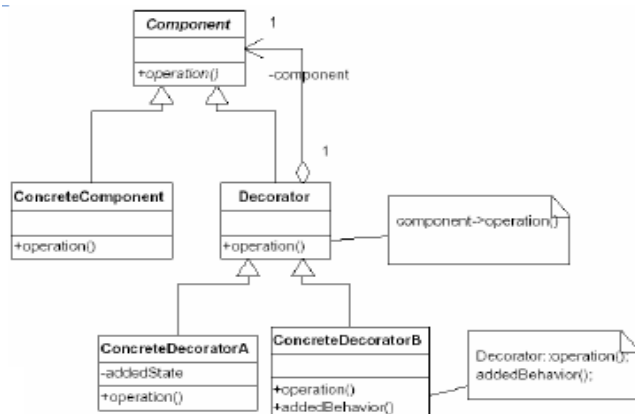 Component
1
+operation()
-component
1
ConcreteComponent
+operation()
Decorator
+operation()
component->operation()
ConcreteDecoratorA
-addedState
+operation()
ConcreteDecoratorB
+operation()
+addedBehavior()
Decorator::operation();
addedBehavior();